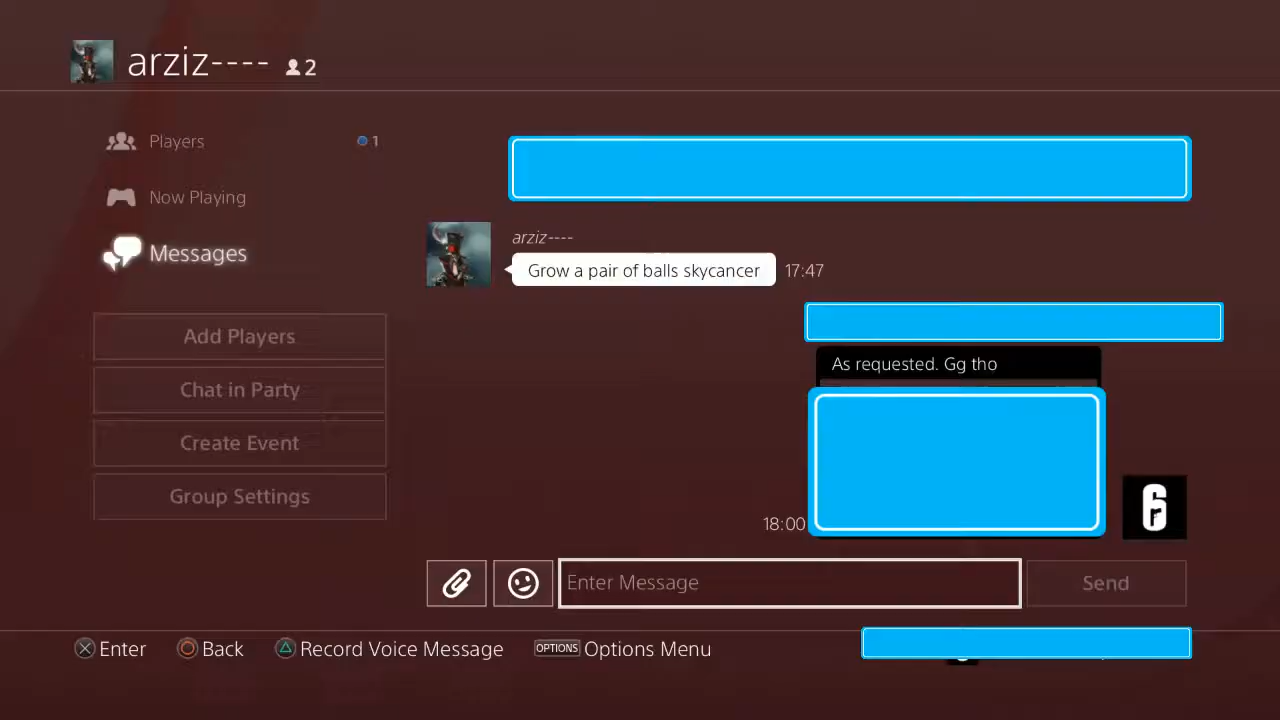 arziz---- 2
Players 1
Now Playing
Messages
Add Players
Chat in Party
Create Event
Group Settings
arziz----
Grow a pair of balls skycancer 17:47
As requested. Gg tho
18:00
6
Enter Message
Send
Enter
Back
Record Voice Message
OPTIONS Options Menu